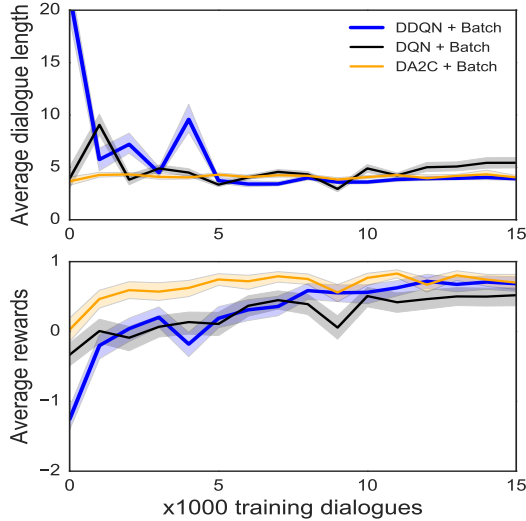 20
15
10
5
0
Average dialogue length
DDQN + Batch
DQN + Batch
DA2C + Batch
0 5 10 15
1
0
−1
−2
Average rewards
0 5 10 15
x1000 training dialogues